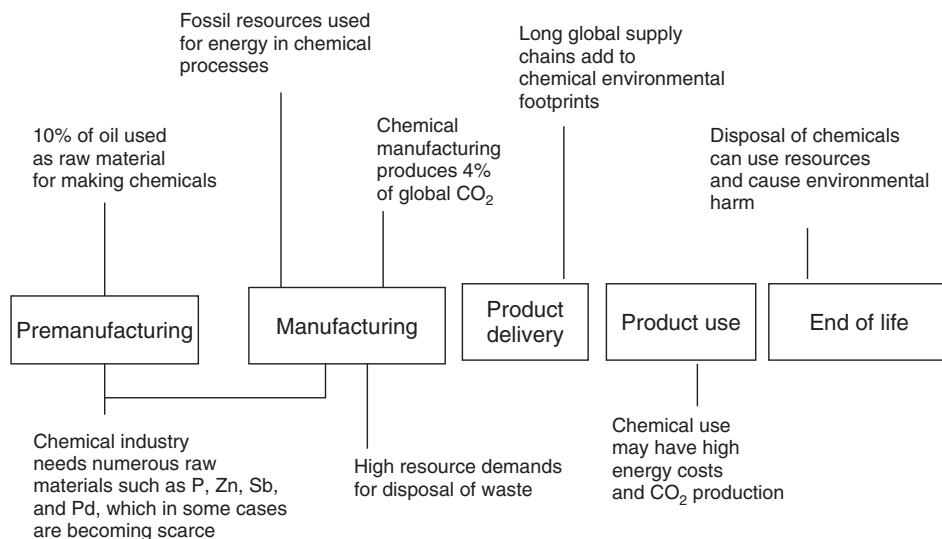 Fossil resources used
for energy in chemical
processes
Long global supply
chains add to
chemical environmental
footprints
10% of oil used
as raw material
for making chemicals
Chemical
manufacturing
produces 4%
of global CO₂
Disposal of chemicals
can use resources
and cause environmental
harm
Premanufacturing
Manufacturing
Product
delivery
Product use
End of life
Chemical industry
needs numerous raw
materials such as P, Zn, Sb,
and Pd, which in some cases
are becoming scarce
High resource demands
for disposal of waste
Chemical use
may have high
energy costs
and CO₂ production